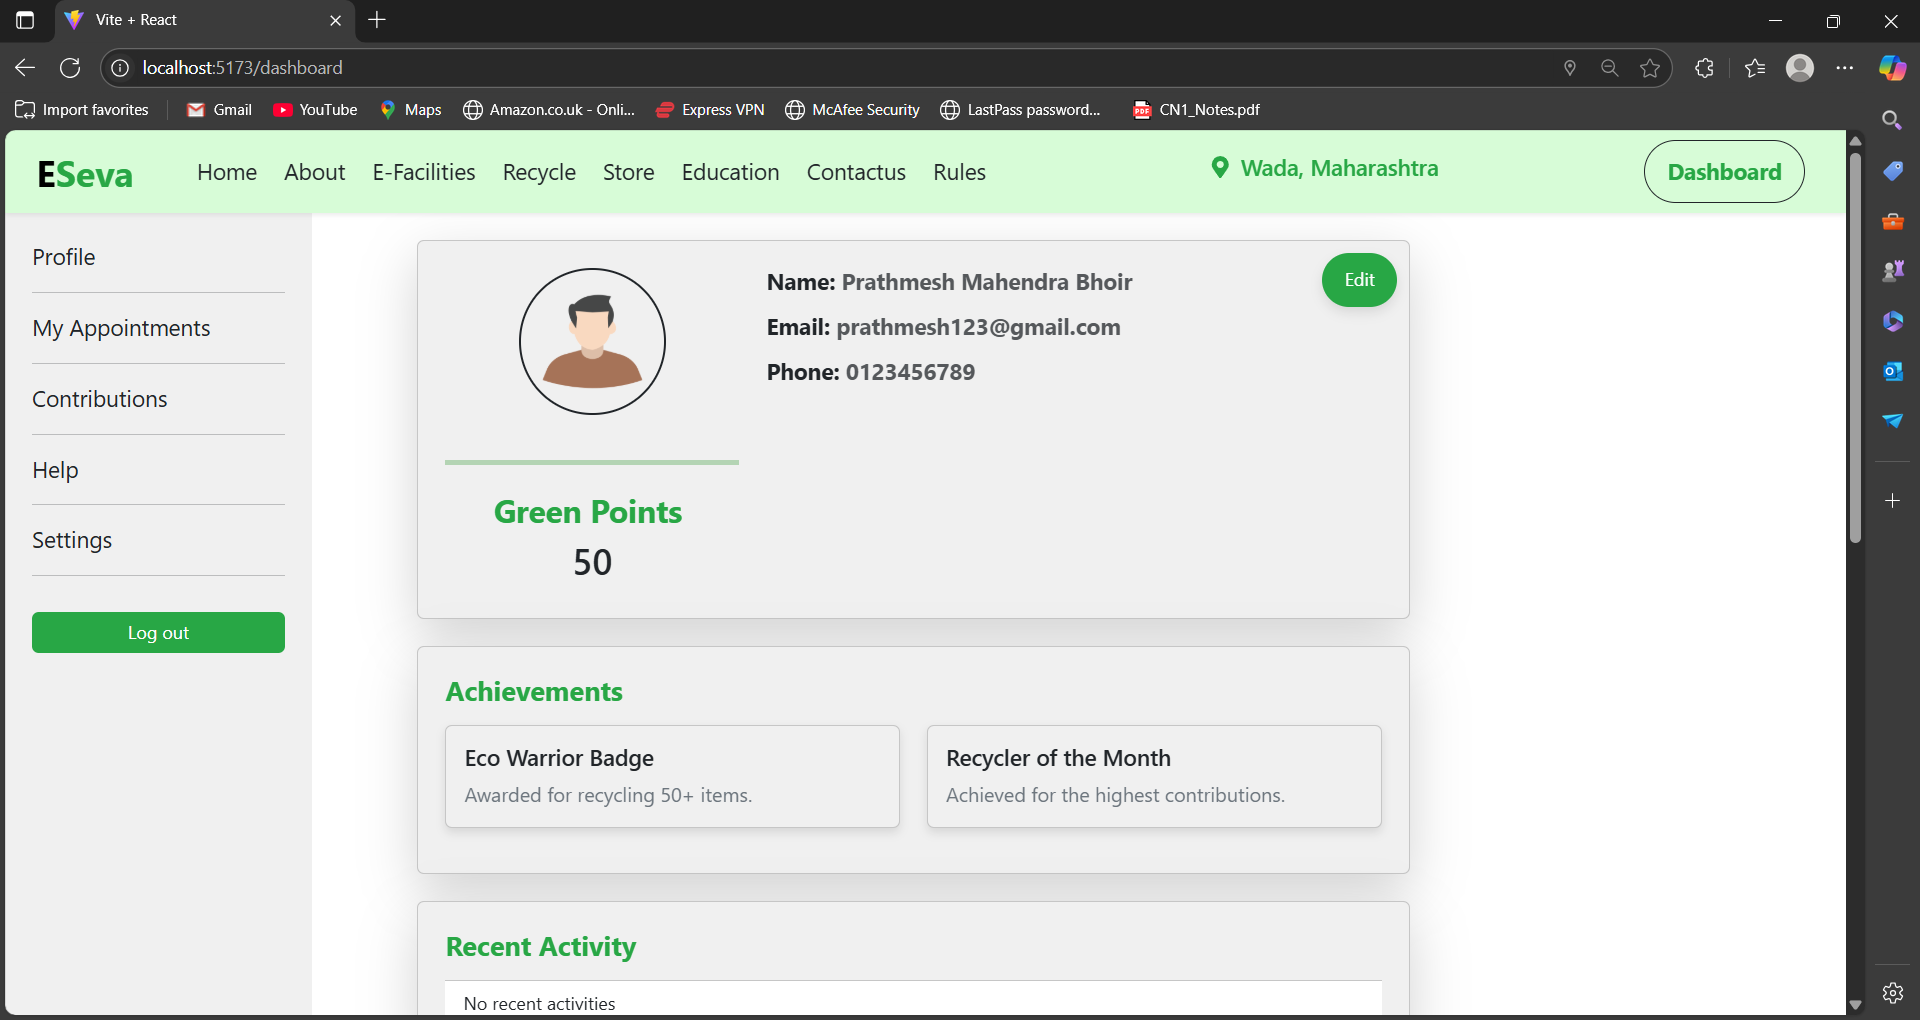 Vite + React
localhost:5173/dashboard
Import favorites Gmail YouTube Maps Amazon.co.uk - Onli... Express VPN McAfee Security LastPass password... CN1_Notes.pdf
ESeva Home About E-Facilities Recycle Store Education Contactus Rules Wada, Maharashtra Dashboard
Profile
My Appointments
Contributions
Help
Settings
Log out
Name: Prathmesh Mahendra Bhoir
Edit
Email: prathmesh123@gmail.com
Phone: 0123456789
Green Points
50
Achievements
Eco Warrior Badge
Awarded for recycling 50+ items.
Recycler of the Month
Achieved for the highest contributions.
Recent Activity
No recent activities